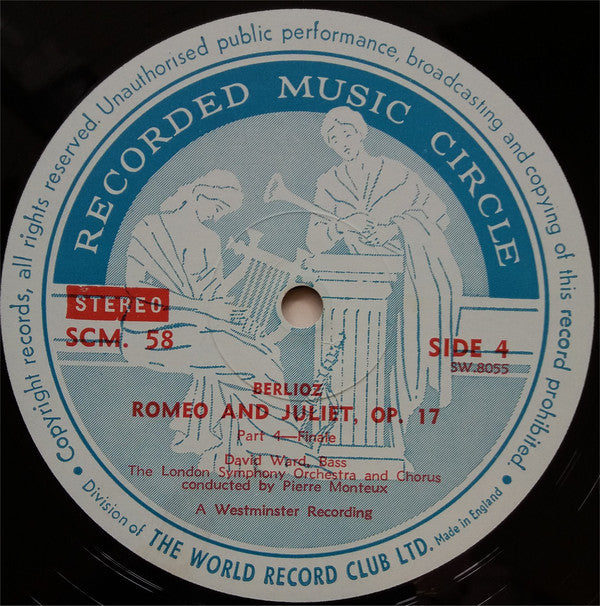 • Copyright records, all rights reserved. Unauthorised public performance, broadcasting and copying of this record prohibited. •
RECORDED MUSIC CIRCLE
STEREO
SCM. 58
SIDE 4
SW.8055
BERLIOZ
ROMEO AND JULIET, OP. 17
Part 4—Finale
David Ward, Bass
The London Symphony Orchestra and Chorus
conducted by Pierre Monteux
A Westminster Recording
Division of THE WORLD RECORD CLUB LTD. Made in England